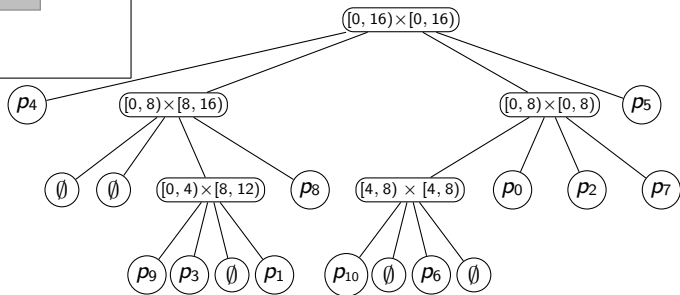 [0, 16)×[0, 16)
p4 [0, 8)×[8, 16) [0, 8)×[0, 8) p5
∅ ∅ [0, 4)×[8, 12) p8 [4, 8) × [4, 8) p0 p2 p7
p9 p3 ∅ p1 p10 ∅ p6 ∅